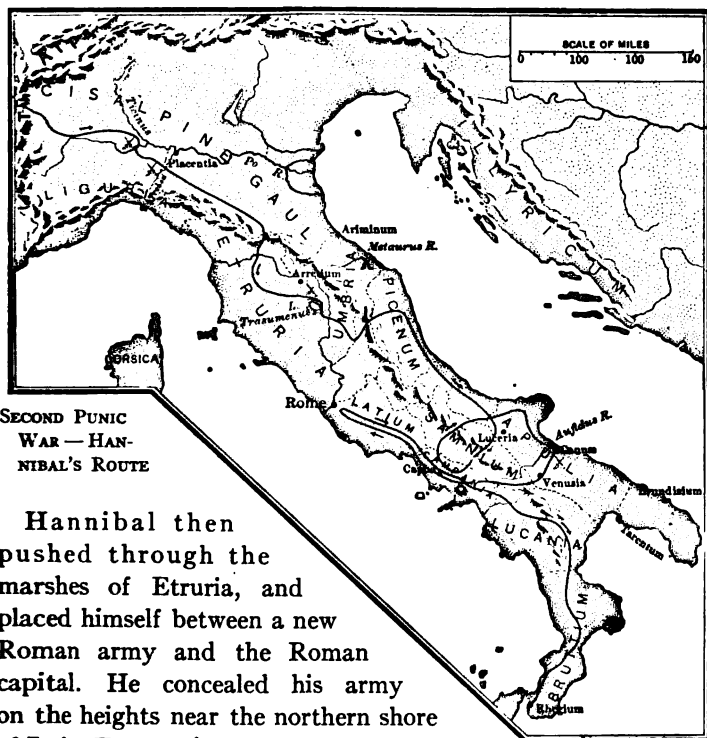 SCALE OF MILES
0 100 100 150
CISALPINE GAUL
Ticinus
Placentia
Po R.
LIGURIA
ILLYRICUM
Ariminum
Metaurus R.
ETRURIA
Arretium
UMBRIA
PICENUM
L.
Trasumenus
CORSICA
Rome
LATIUM
SAMNIUM
APULIA
Luceria
Aufidus R.
Cannae
Capua
Venusia
Brundisium
LUCANIA
Tarentum
BRUTTIUM
Rhegium
SECOND PUNIC
WAR — HAN-
NIBAL'S ROUTE
Hannibal then
pushed through the
marshes of Etruria, and
placed himself between a new
Roman army and the Roman
capital. He concealed his army
on the heights near the northern shore